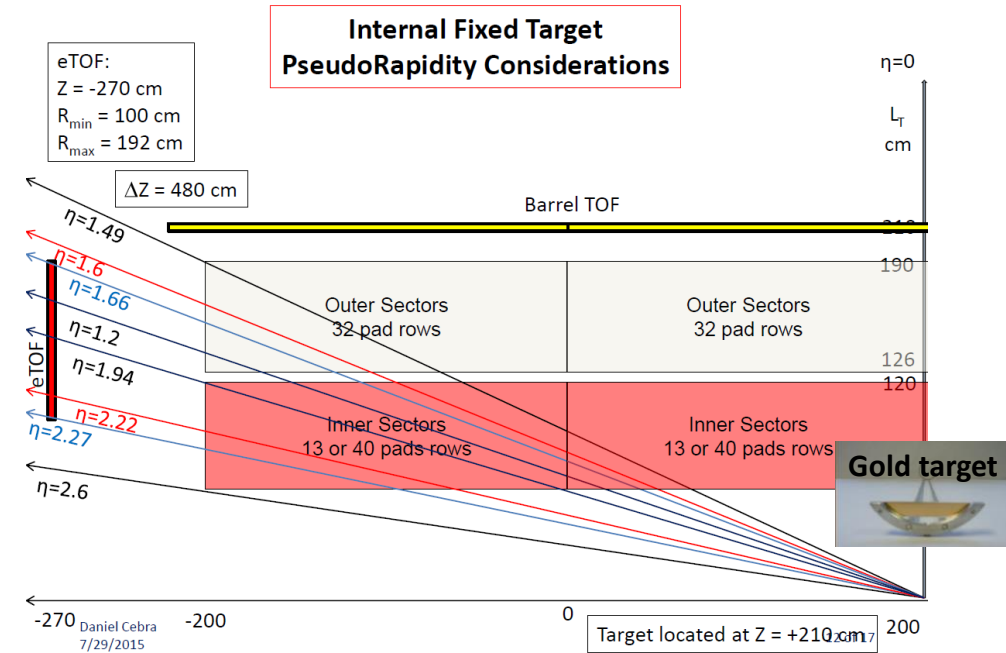 Internal Fixed Target
PseudoRapidity Considerations
eTOF:
Z = -270 cm
Rmin = 100 cm
Rmax = 192 cm
ΔZ = 480 cm
η=0
LT
cm
Barrel TOF
210
190
126
120
η=1.49
η=1.6
η=1.66
η=1.2
η=1.94
η=2.22
η=2.27
η=2.6
eTOF
Outer Sectors
32 pad rows
Outer Sectors
32 pad rows
Inner Sectors
13 or 40 pads rows
Inner Sectors
13 or 40 pads rows
Gold target
-270
-200
0
200
Daniel Cebra
7/29/2015
Target located at Z = +210 cm
12 of 17